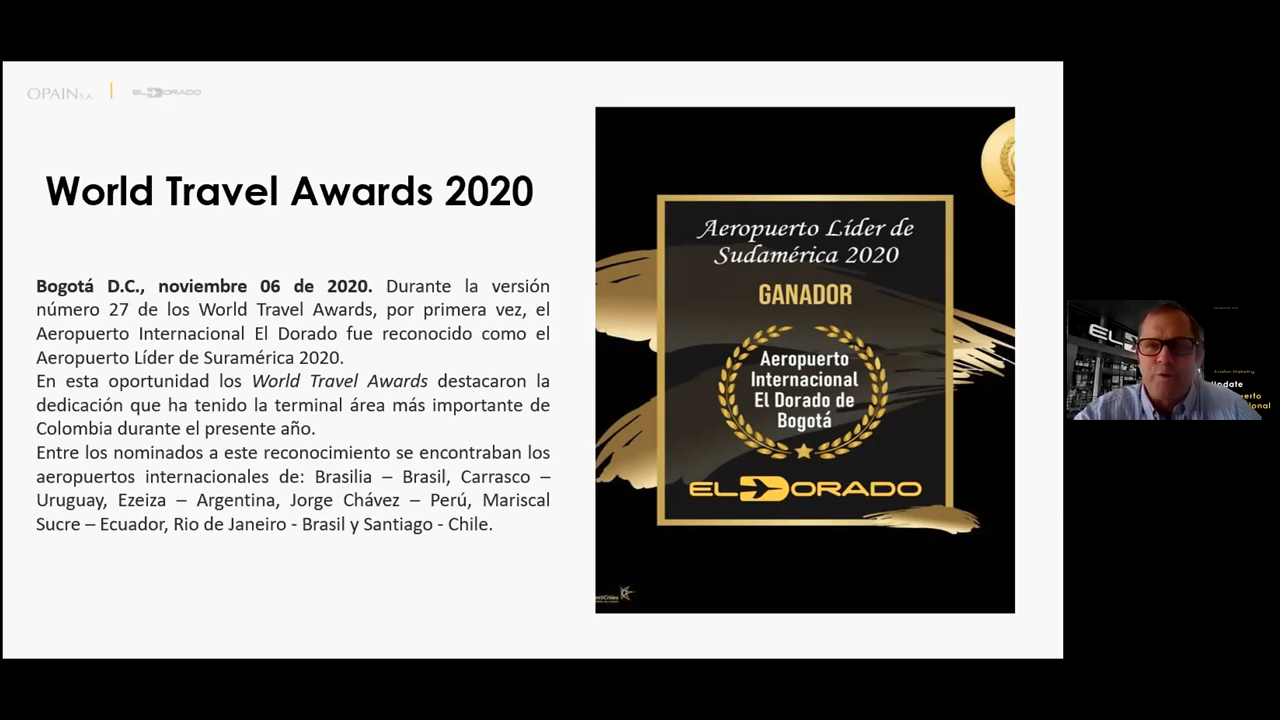 OPAIN S.A. | EL DORADO
World Travel Awards 2020
Bogotá D.C., noviembre 06 de 2020. Durante la versión
número 27 de los World Travel Awards, por primera vez, el
Aeropuerto Internacional El Dorado fue reconocido como el
Aeropuerto Líder de Suramérica 2020.
En esta oportunidad los World Travel Awards destacaron la
dedicación que ha tenido la terminal área más importante de
Colombia durante el presente año.
Entre los nominados a este reconocimiento se encontraban los
aeropuertos internacionales de: Brasilia – Brasil, Carrasco –
Uruguay, Ezeiza – Argentina, Jorge Chávez – Perú, Mariscal
Sucre – Ecuador, Rio de Janeiro - Brasil y Santiago - Chile.
Aeropuerto Líder de
Sudamérica 2020
GANADOR
Aeropuerto
Internacional
El Dorado de
Bogotá
EL DORADO
EL D
Aviation Marketing
Update